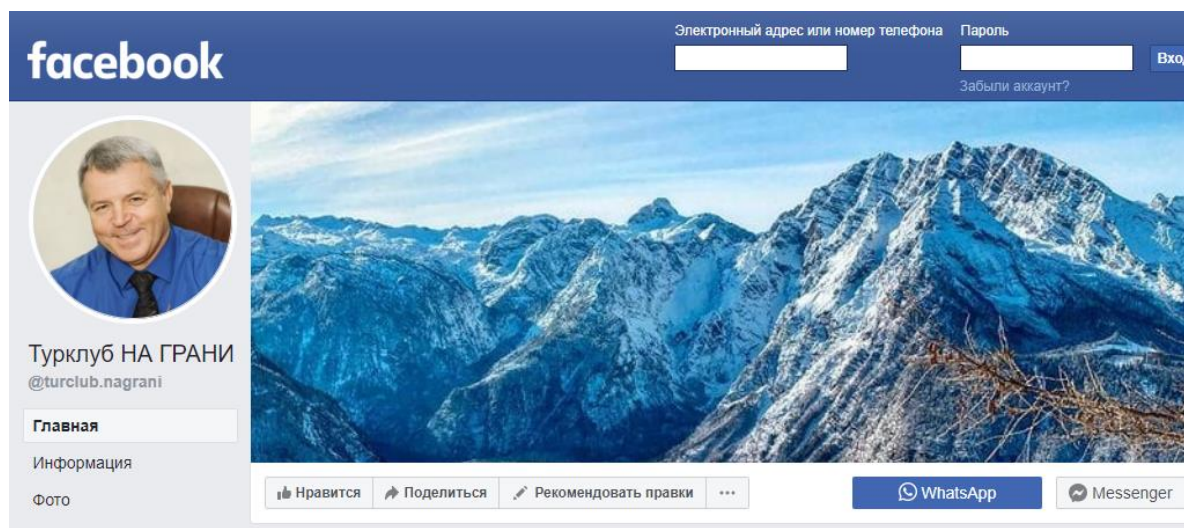 facebook
Электронный адрес или номер телефона
Пароль
Вход
Забыли аккаунт?
Турклуб НА ГРАНИ
@turclub.nagrani
Главная
Информация
Фото
Нравится
Поделиться
Рекомендовать правки
...
WhatsApp
Messenger